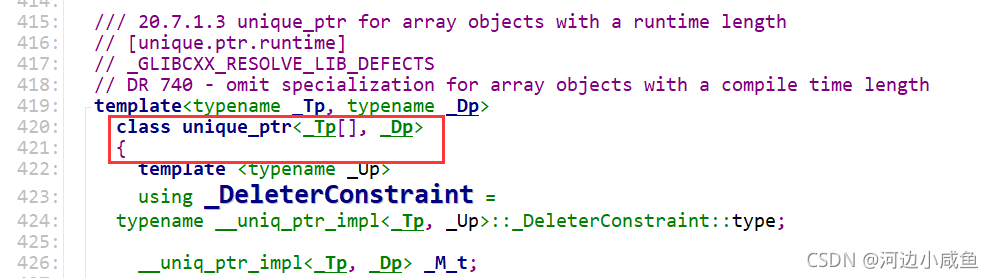 414:
415: /// 20.7.1.3 unique_ptr for array objects with a runtime length
416: // [unique.ptr.runtime]
417: // _GLIBCXX_RESOLVE_LIB_DEFECTS
418: // DR 740 - omit specialization for array objects with a compile time length
419: template<typename _Tp, typename _Dp>
420: class unique_ptr<_Tp[], _Dp>
421: {
422: template <typename _Up>
423: using _DeleterConstraint =
424: typename __uniq_ptr_impl<_Tp, _Up>::_DeleterConstraint::type;
425:
426: __uniq_ptr_impl<_Tp, _Dp> _M_t;
CSDN @河边小咸鱼